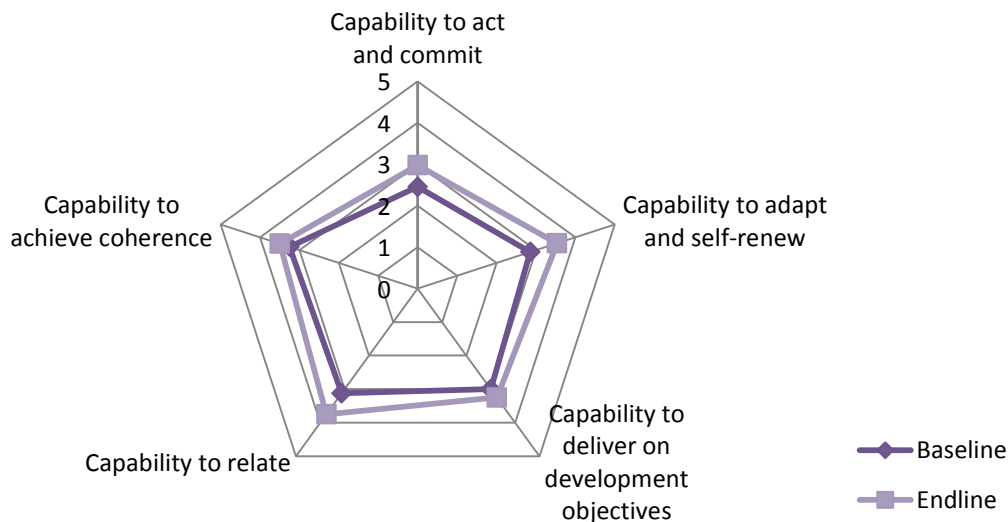 Capability to act
and commit
5
4
3
2
1
0
Capability to adapt
and self-renew
Capability to
deliver on
development
objectives
Capability to relate
Capability to
achieve coherence
Baseline
Endline